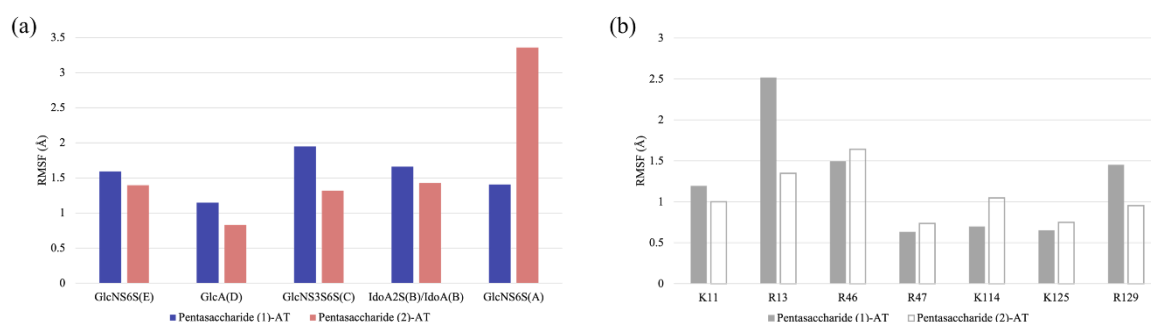 (a)
RMSF (Å)
3.5
3
2.5
2
1.5
1
0.5
0
GlcNS6S(E) GlcA(D) GlcNS3S6S(C) IdoA2S(B)/IdoA(B) GlcNS6S(A)
Pentasaccharide (1)-AT Pentasaccharide (2)-AT
(b)
RMSF (Å)
3
2.5
2
1.5
1
0.5
0
K11 R13 R46 R47 K114 K125 R129
Pentasaccharide (1)-AT Pentasaccharide (2)-AT